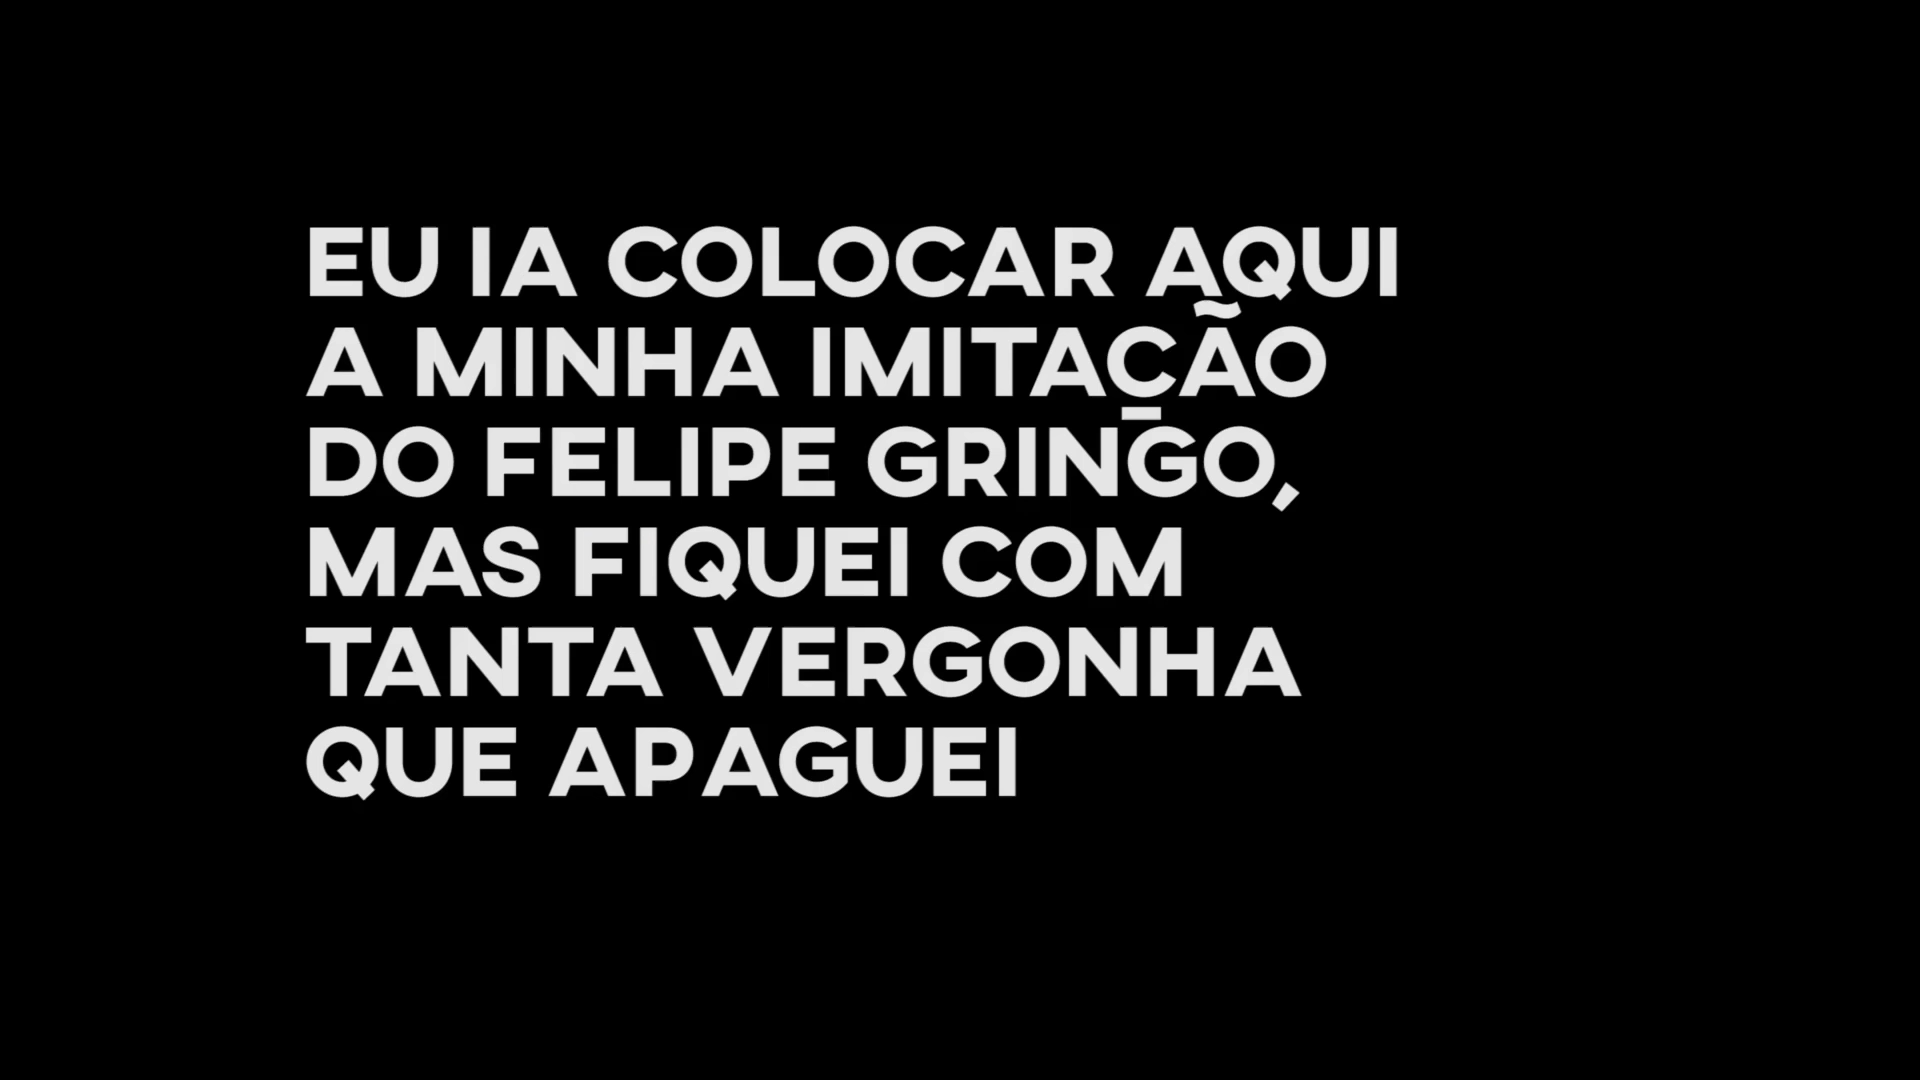 EU IA COLOCAR AQUI
A MINHA IMITAÇÃO
DO FELIPE GRINGO,
MAS FIQUEI COM
TANTA VERGONHA
QUE APAGUEI